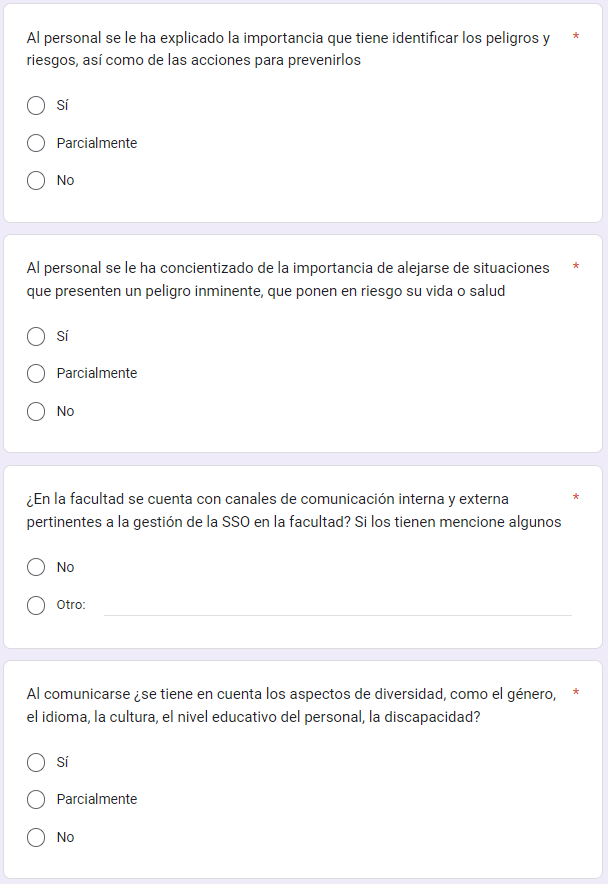 Al personal se le ha explicado la importancia que tiene identificar los peligros y *
riesgos, así como de las acciones para prevenirlos
Sí
Parcialmente
No
Al personal se le ha concientizado de la importancia de alejarse de situaciones *
que presenten un peligro inminente, que ponen en riesgo su vida o salud
Sí
Parcialmente
No
¿En la facultad se cuenta con canales de comunicación interna y externa *
pertinentes a la gestión de la SSO en la facultad? Si los tienen mencione algunos
No
Otro:
Al comunicarse ¿se tiene en cuenta los aspectos de diversidad, como el género, *
el idioma, la cultura, el nivel educativo del personal, la discapacidad?
Sí
Parcialmente
No